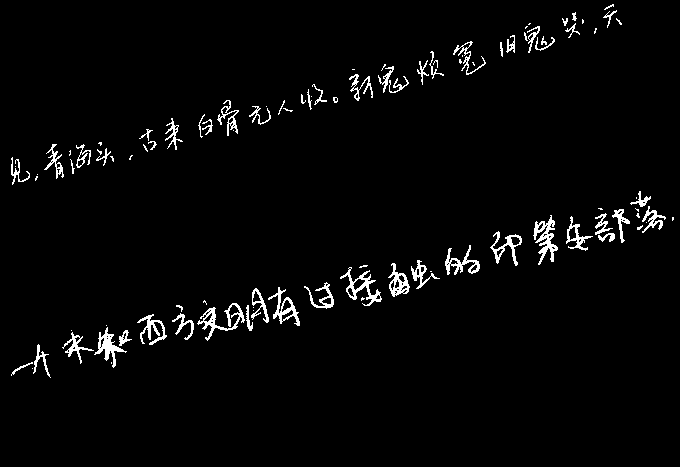 见,青海头,古来白骨无人收。新鬼烦冤旧鬼哭,天
个未和西方文明有过接触的印第安部落.